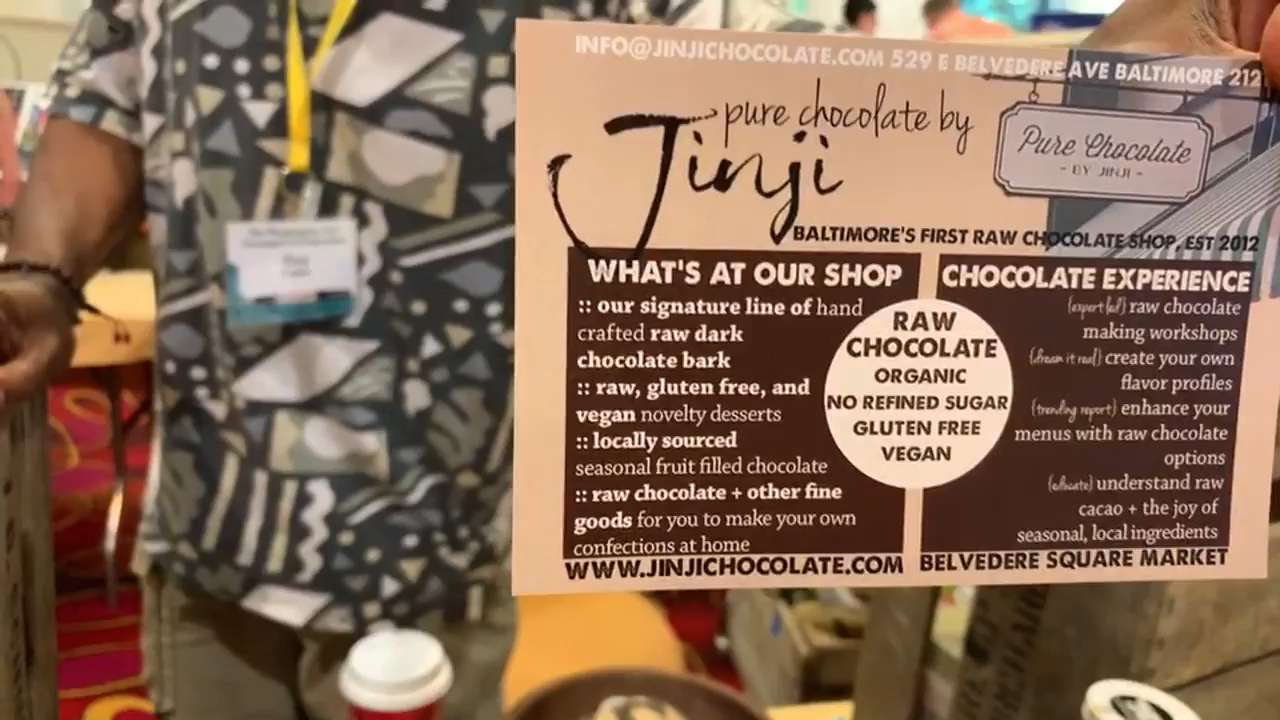 INFO@JINJICHOCOLATE.COM 529 E BELVEDERE AVE BALTIMORE 212
pure chocolate by
Jinji
Pure Chocolate
- BY JINJI -
BALTIMORE'S FIRST RAW CHOCOLATE SHOP, EST 2012
WHAT'S AT OUR SHOP
:: our signature line of hand
crafted raw dark
chocolate bark
:: raw, gluten free, and
vegan novelty desserts
:: locally sourced
seasonal fruit filled chocolate
:: raw chocolate + other fine
goods for you to make your own
confections at home
RAW
CHOCOLATE
ORGANIC
NO REFINED SUGAR
GLUTEN FREE
VEGAN
CHOCOLATE EXPERIENCE
raw chocolate
making workshops
{dream it real} create your own
flavor profiles
{trending report} enhance your
menus with raw chocolate
options
{educate} understand raw
cacao + the joy of
seasonal, local ingredients
WWW.JINJICHOCOLATE.COM BELVEDERE SQUARE MARKET